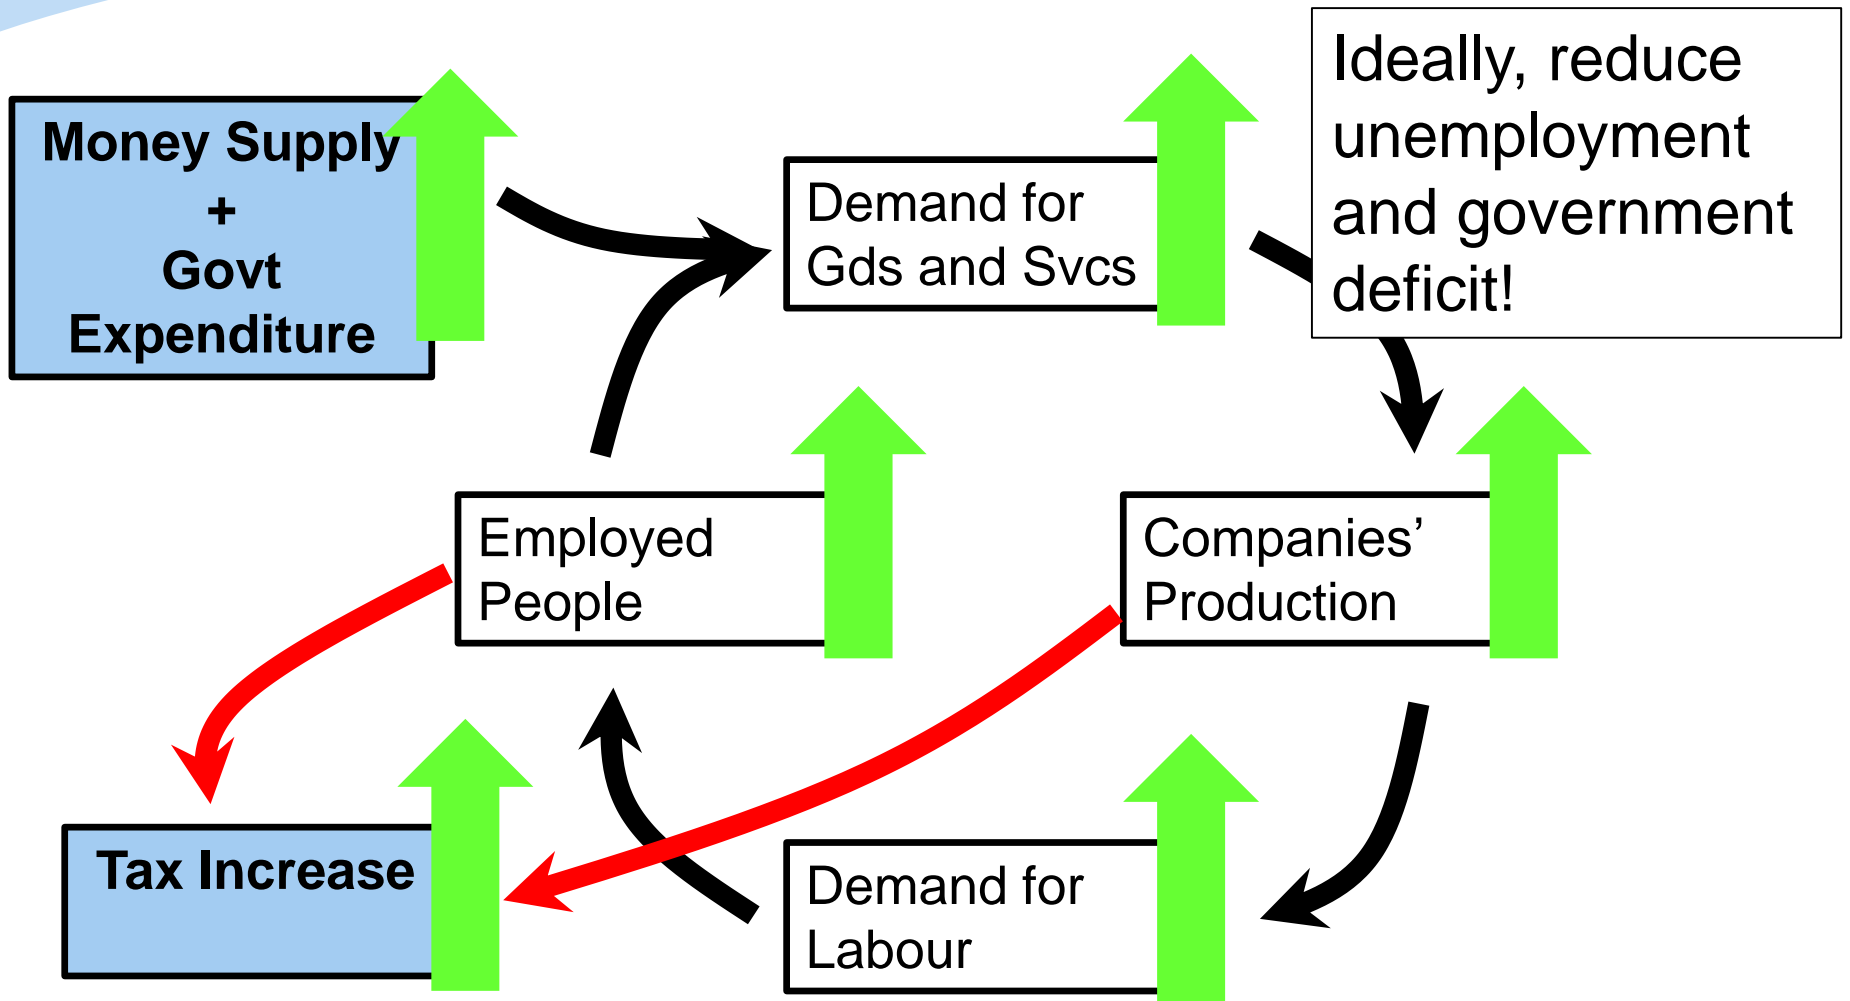 Money Supply
+
Govt
Expenditure
Demand for
Gds and Svcs
Ideally, reduce
unemployment
and government
deficit!
Employed
People
Companies’
Production
Tax Increase
Demand for
Labour